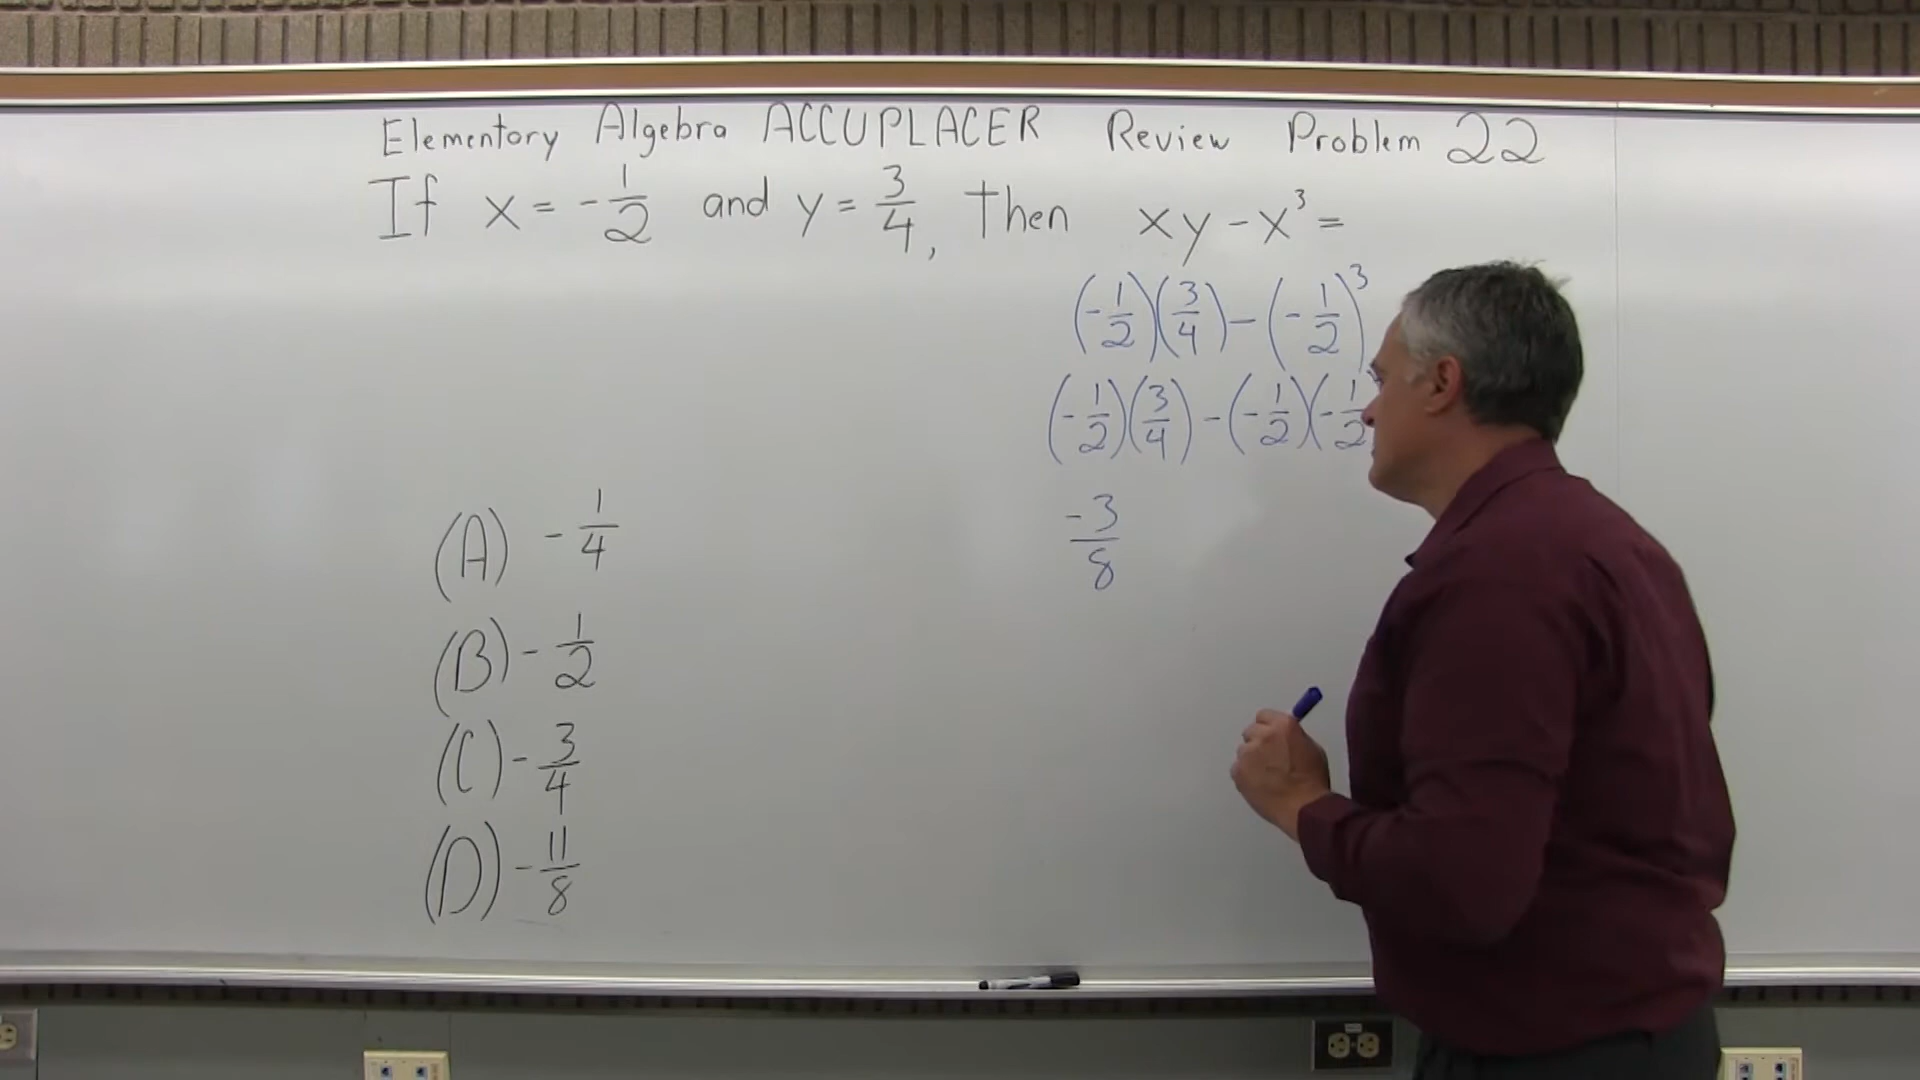 Elementary Algebra ACCUPLACER Review Problem 22
If x = -1/2 and y = 3/4, then xy - x³ =
(-1/2)(3/4) - (-1/2)³
(-1/2)(3/4) - (-1/2)(-1/2
-3/8
(A) -1/4
(B) -1/2
(C) -3/4
(D) -11/8